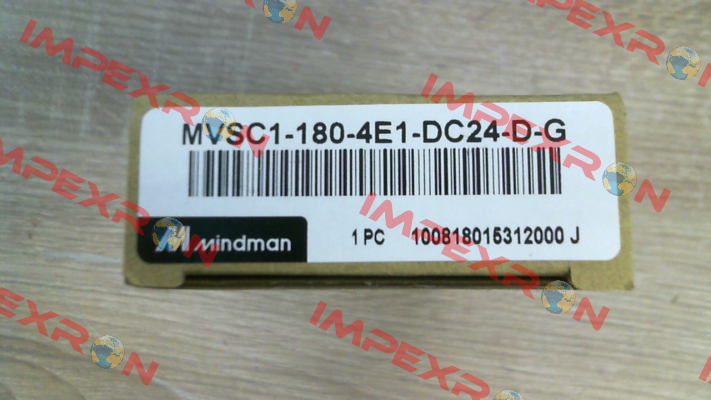 MVSC1-180-4E1-DC24-D-G
Mindman
1 PC 100818015312000 J
IMPEXRON
IMPEXRON
IMPEXRON
IMPEXRON
IMPEXRON
IMPEXRON